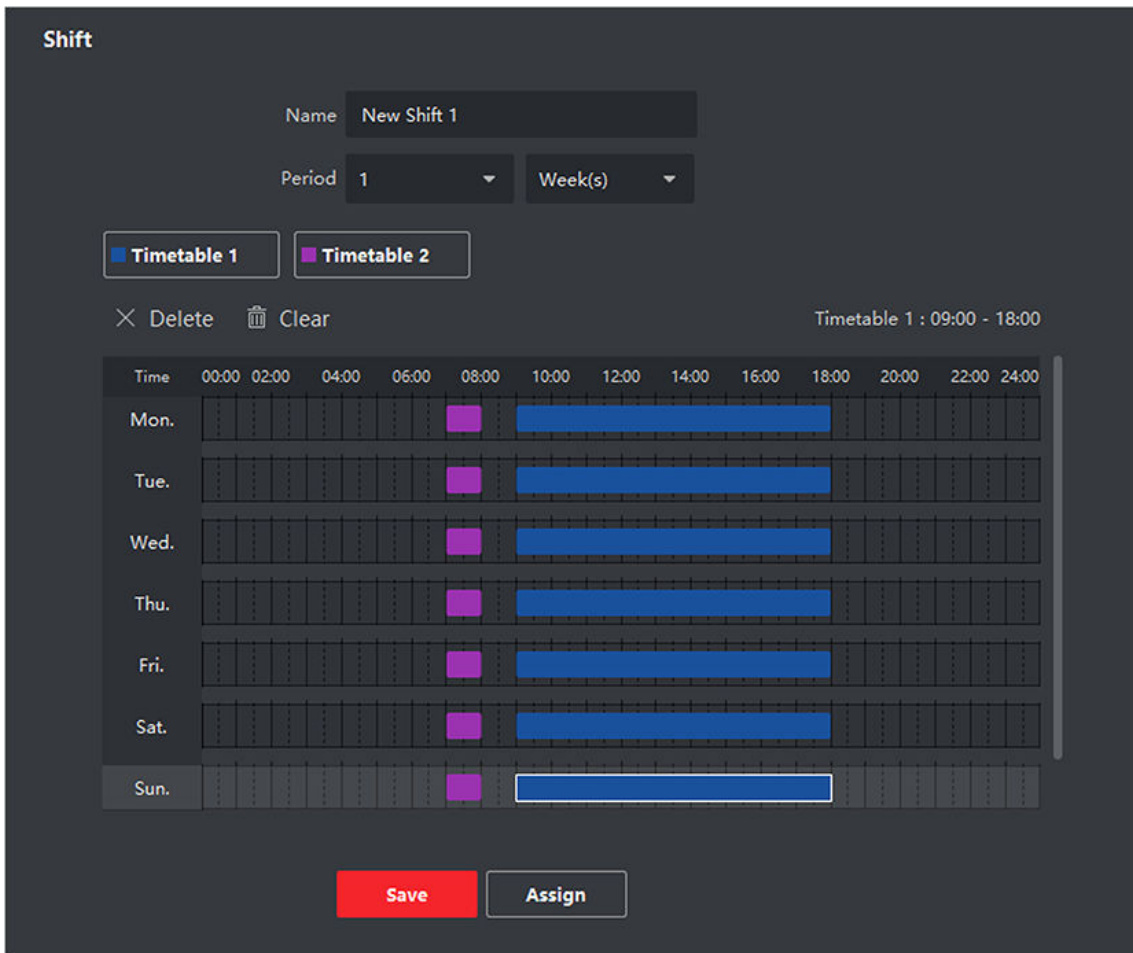 Shift
Name New Shift 1
Period 1 Week(s)
Timetable 1 Timetable 2
Delete Clear Timetable 1 : 09:00 - 18:00
Time 00:00 02:00 04:00 06:00 08:00 10:00 12:00 14:00 16:00 18:00 20:00 22:00 24:00
Mon.
Tue.
Wed.
Thu.
Fri.
Sat.
Sun.
Save Assign